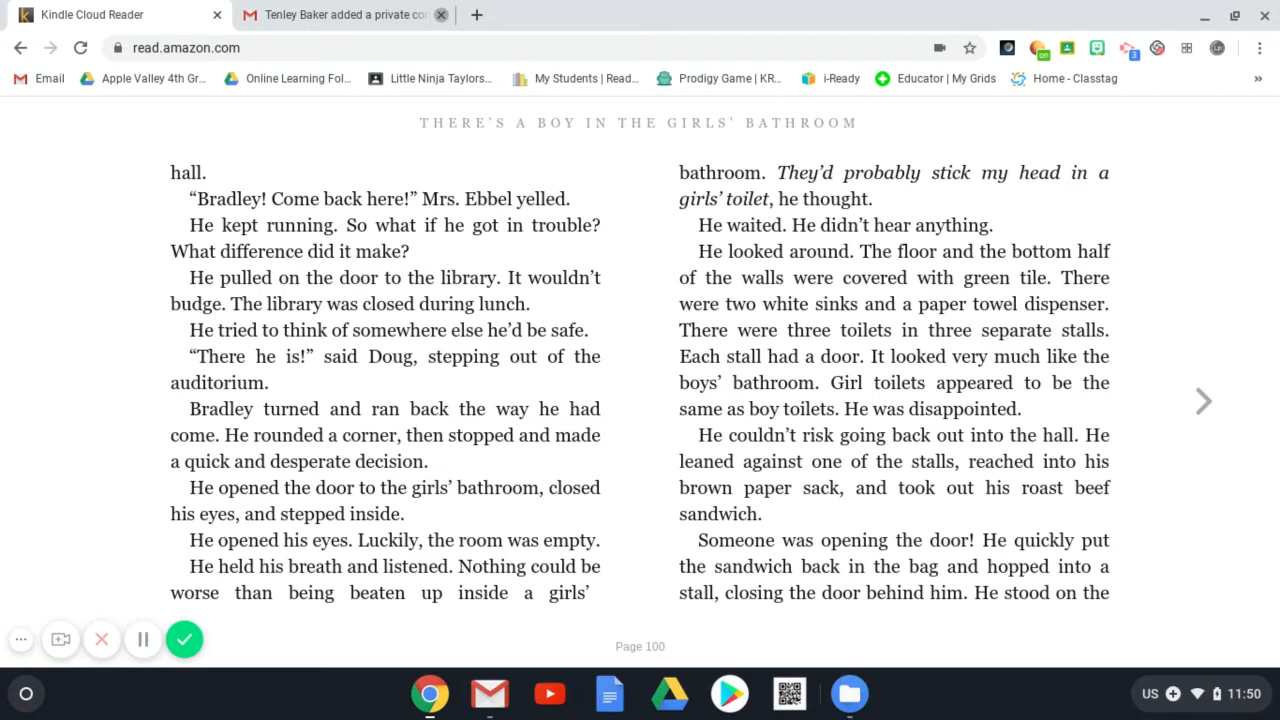 Kindle Cloud Reader
Tenley Baker added a private cor
read.amazon.com
on
3
Email
Apple Valley 4th Gr...
Online Learning Fol...
Little Ninja Taylors...
My Students | Read...
Prodigy Game | KR...
i-Ready
Educator | My Grids
Home - Classtag
»
THERE'S A BOY IN THE GIRLS' BATHROOM
hall.
“Bradley! Come back here!” Mrs. Ebbel yelled.
He kept running. So what if he got in trouble?
What difference did it make?
He pulled on the door to the library. It wouldn’t
budge. The library was closed during lunch.
He tried to think of somewhere else he’d be safe.
“There he is!” said Doug, stepping out of the
auditorium.
Bradley turned and ran back the way he had
come. He rounded a corner, then stopped and made
a quick and desperate decision.
He opened the door to the girls’ bathroom, closed
his eyes, and stepped inside.
He opened his eyes. Luckily, the room was empty.
He held his breath and listened. Nothing could be
worse than being beaten up inside a girls’
bathroom. They’d probably stick my head in a
girls’ toilet, he thought.
He waited. He didn’t hear anything.
He looked around. The floor and the bottom half
of the walls were covered with green tile. There
were two white sinks and a paper towel dispenser.
There were three toilets in three separate stalls.
Each stall had a door. It looked very much like the
boys’ bathroom. Girl toilets appeared to be the
same as boy toilets. He was disappointed.
He couldn’t risk going back out into the hall. He
leaned against one of the stalls, reached into his
brown paper sack, and took out his roast beef
sandwich.
Someone was opening the door! He quickly put
the sandwich back in the bag and hopped into a
stall, closing the door behind him. He stood on the
Page 100
US
11:50